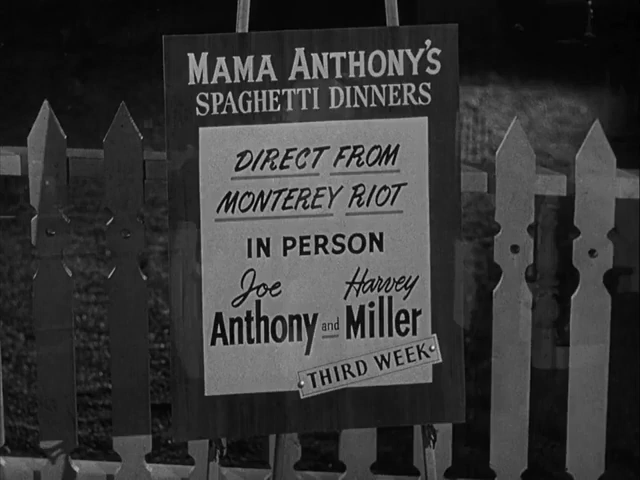 MAMA ANTHONY'S
SPAGHETTI DINNERS
DIRECT FROM
MONTEREY RIOT
IN PERSON
Joe Harvey
Anthony and Miller
THIRD WEEK